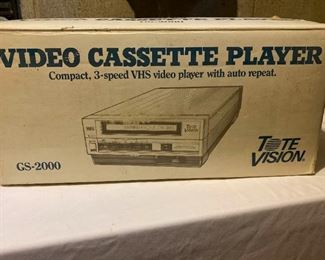 VIDEO CASSETTE PLAYER
Compact, 3-speed VHS video player with auto repeat.
TOTE
VISION
GS-2000